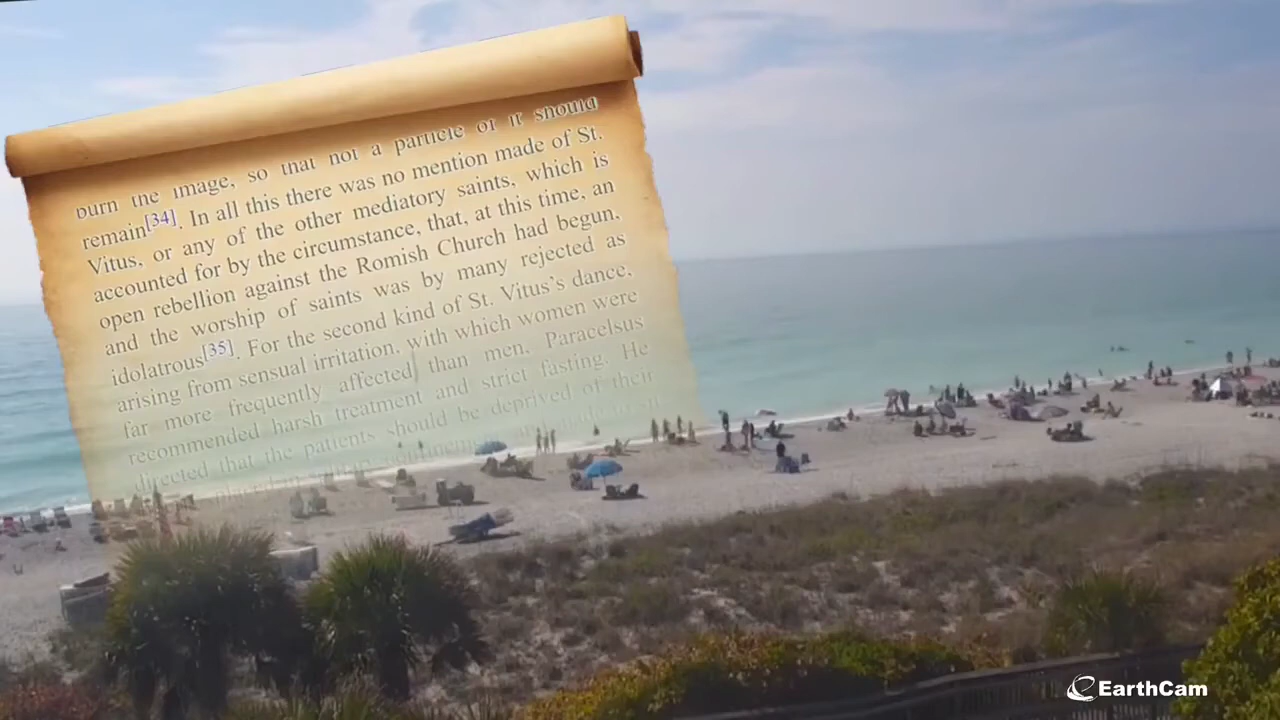 burn the image, so that not a particle of it should
remain[34]. In all this there was no mention made of St.
Vitus, or any of the other mediatory saints, which is
accounted for by the circumstance, that, at this time, an
open rebellion against the Romish Church had begun,
and the worship of saints was by many rejected as
idolatrous[35]. For the second kind of St. Vitus’s dance,
arising from sensual irritation, with which women were
far more frequently affected than men, Paracelsus
recommended harsh treatment and strict fasting. He
directed that the patients should be deprived of their
EarthCam